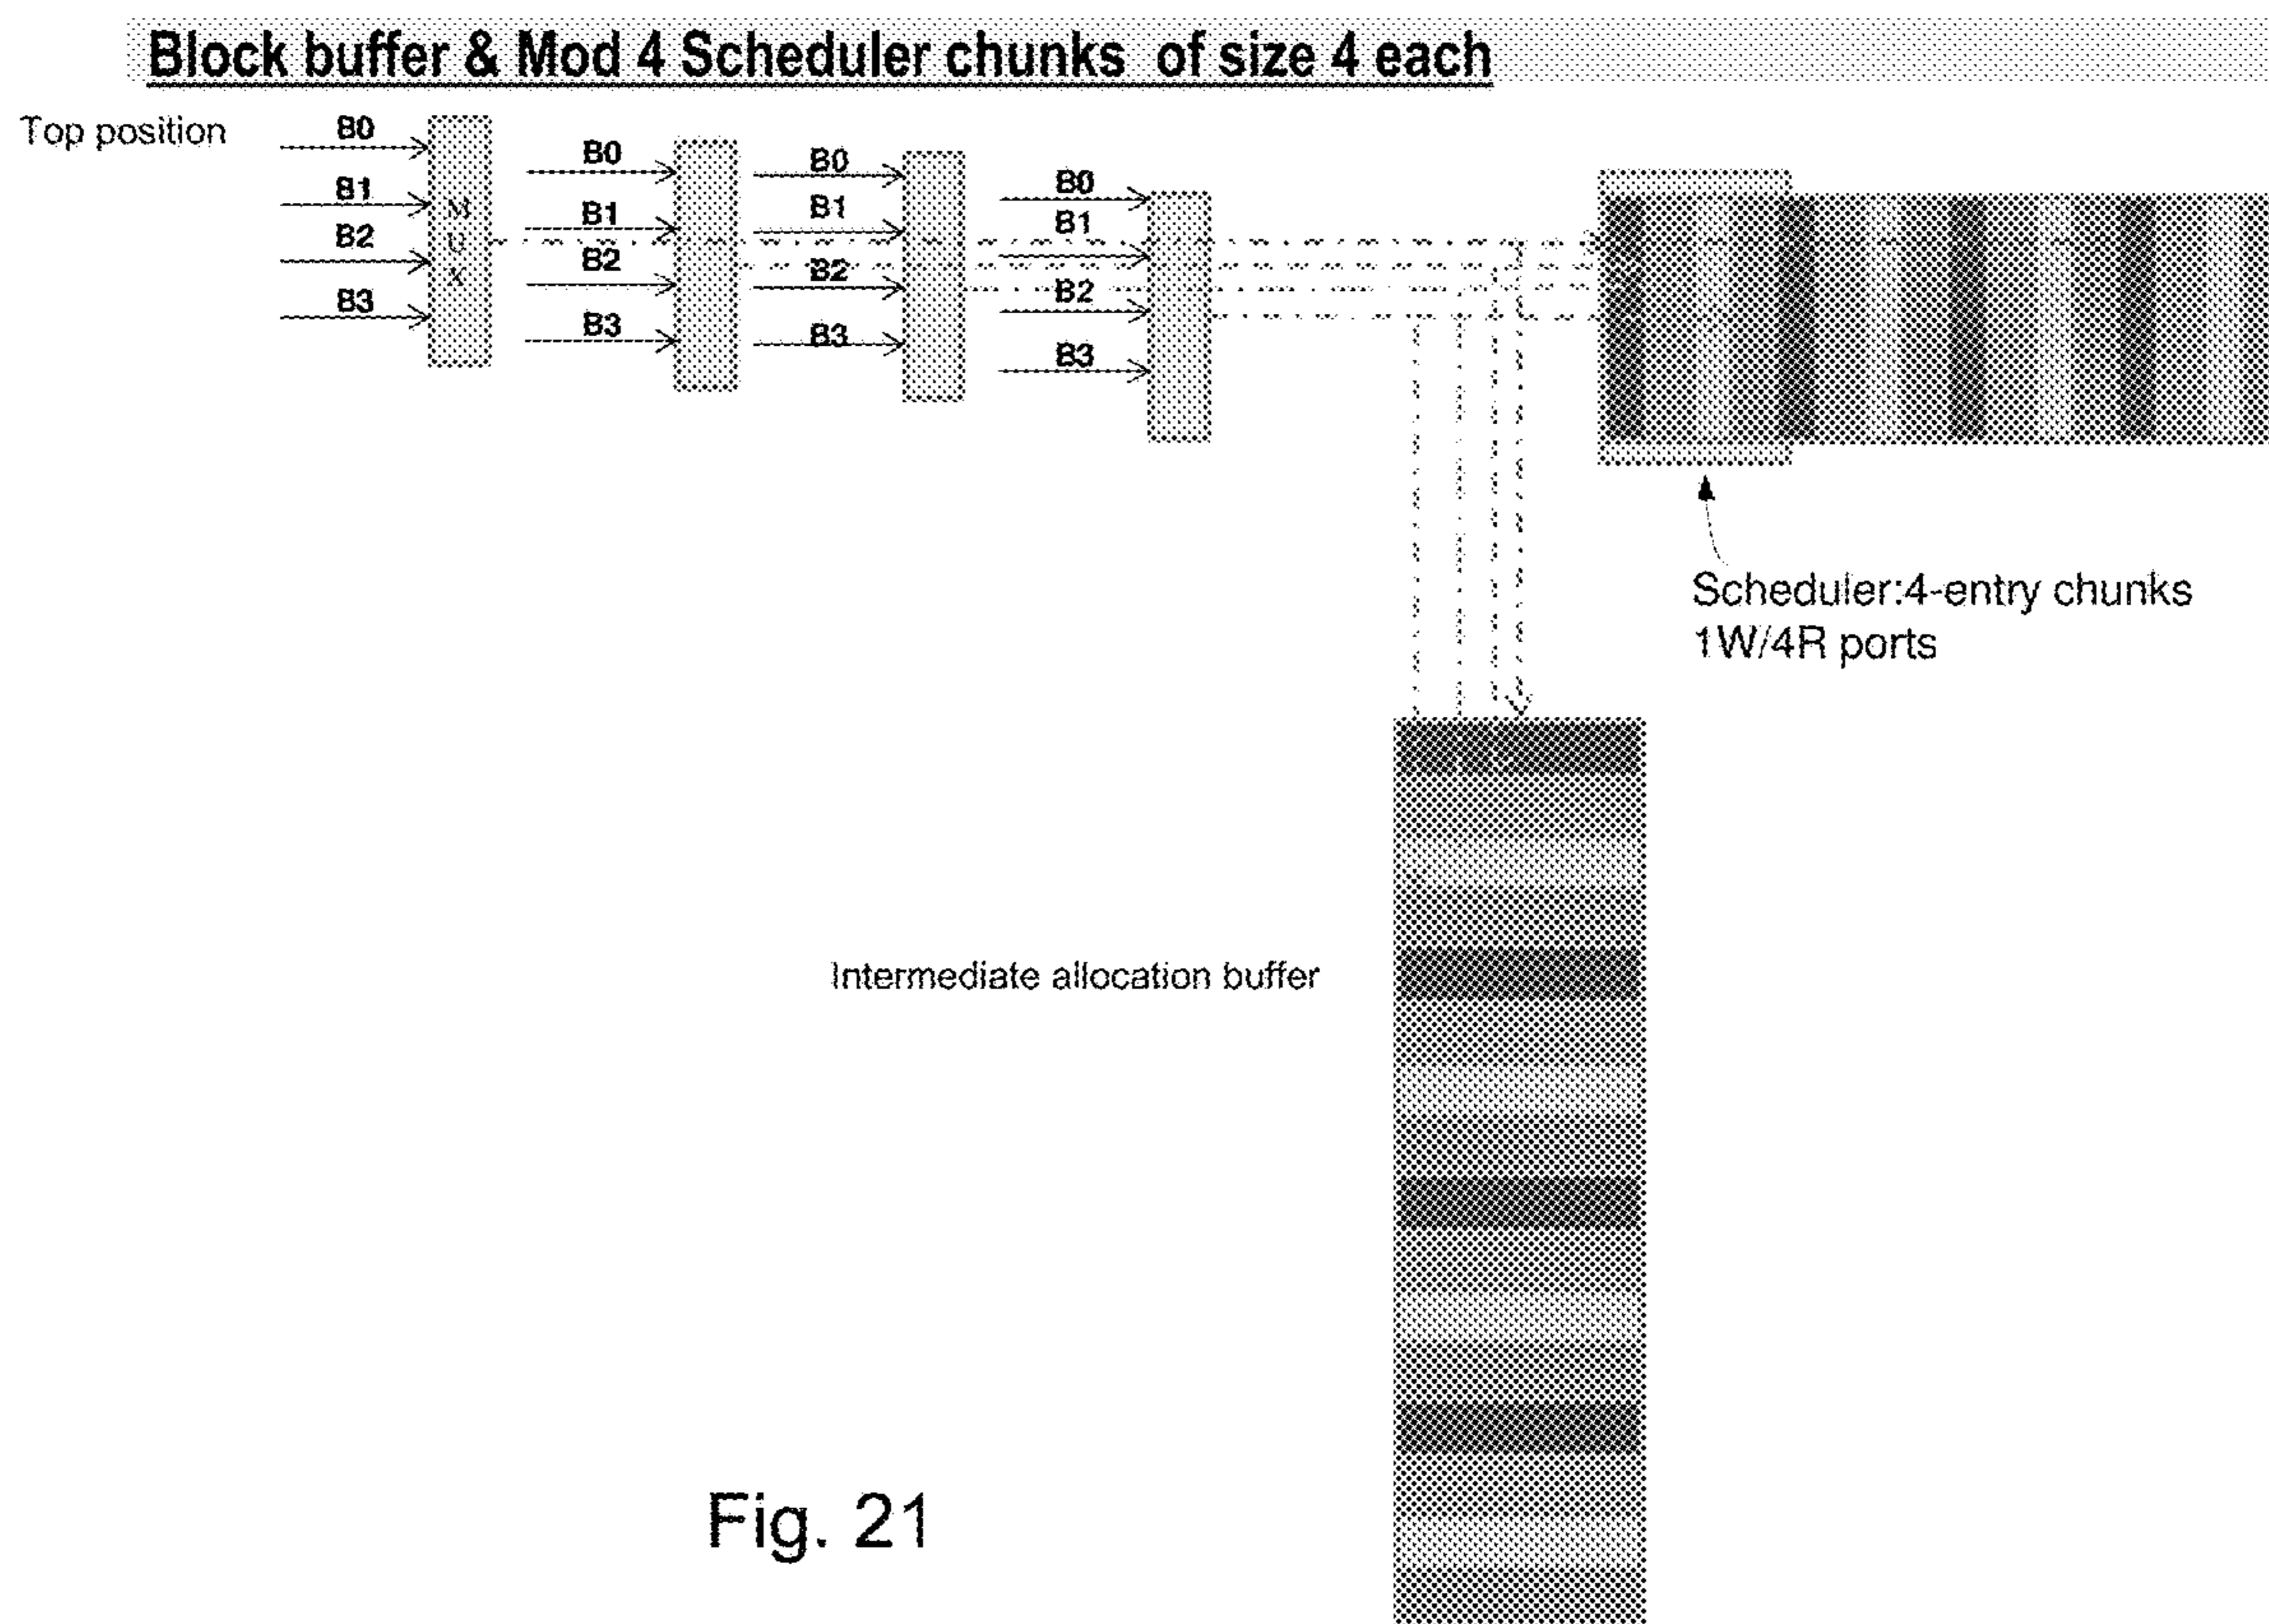 Block buffer & Mod 4 Scheduler chunks of size 4 each
Top position
B0
B1
B2
B3
M
U
X
B0
B1
B2
B3
B0
B1
B2
B3
B0
B1
B2
B3
Scheduler:4-entry chunks
1W/4R ports
Intermediate allocation buffer
Fig. 21